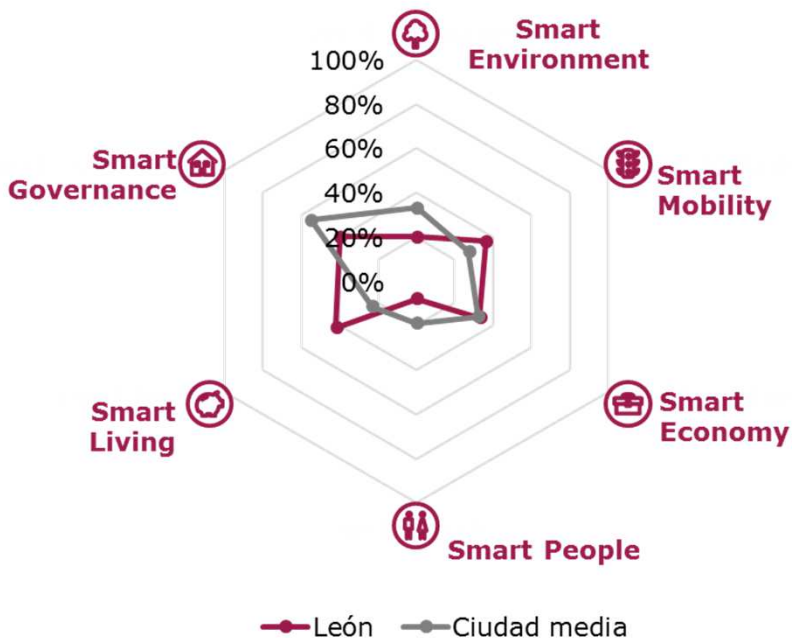 Smart
Environment
100%
80%
60%
40%
20%
0%
Smart
Governance
Smart
Mobility
Smart
Living
Smart
Economy
Smart People
León
Ciudad media